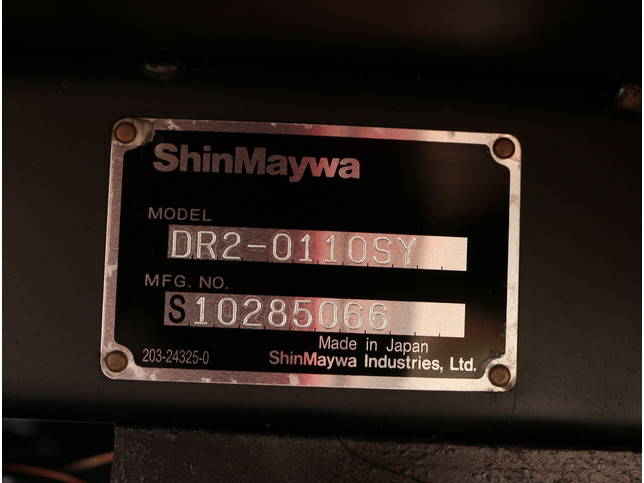 ShinMaywa
MODEL
DR2-0110SY
MFG. NO.
S10285066
Made in Japan
203-24325-0 ShinMaywa Industries, Ltd.